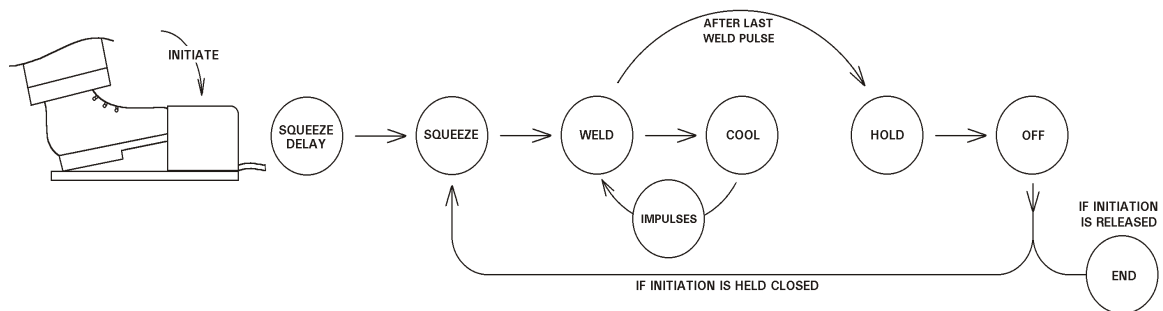 INITIATE
AFTER LAST
WELD PULSE
SQUEEZE
DELAY
SQUEEZE
WELD
COOL
HOLD
OFF
IMPULSES
IF INITIATION
IS RELEASED
END
IF INITIATION IS HELD CLOSED